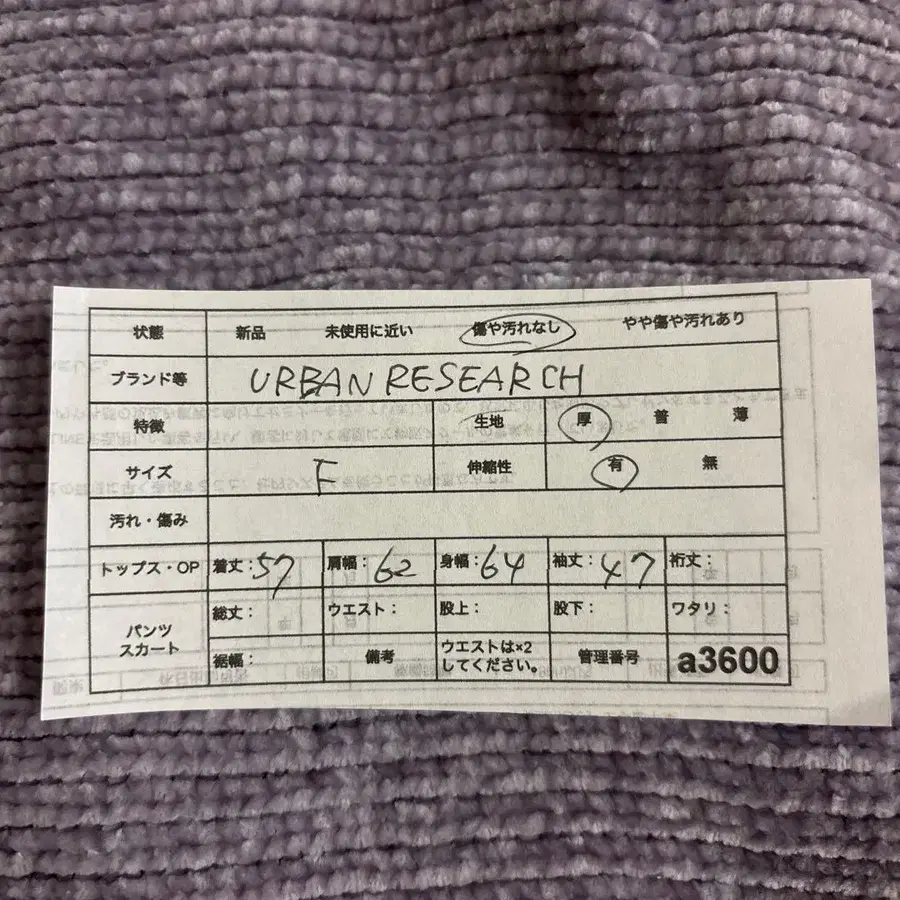 状態 新品 未使用に近い 傷や汚れなし やや傷や汚れあり
ブランド等 URBAN RESEARCH
特徴 生地 厚 普 薄
サイズ F 伸縮性 有 無
汚れ・傷み
トップス・OP 着丈:57 肩幅:62 身幅:64 袖丈:47 裄丈:
パンツ
スカート
総丈: ウエスト: 股上: 股下: ワタリ:
裾幅: 備考 ウエストは×2
してください。
管理番号 a3600